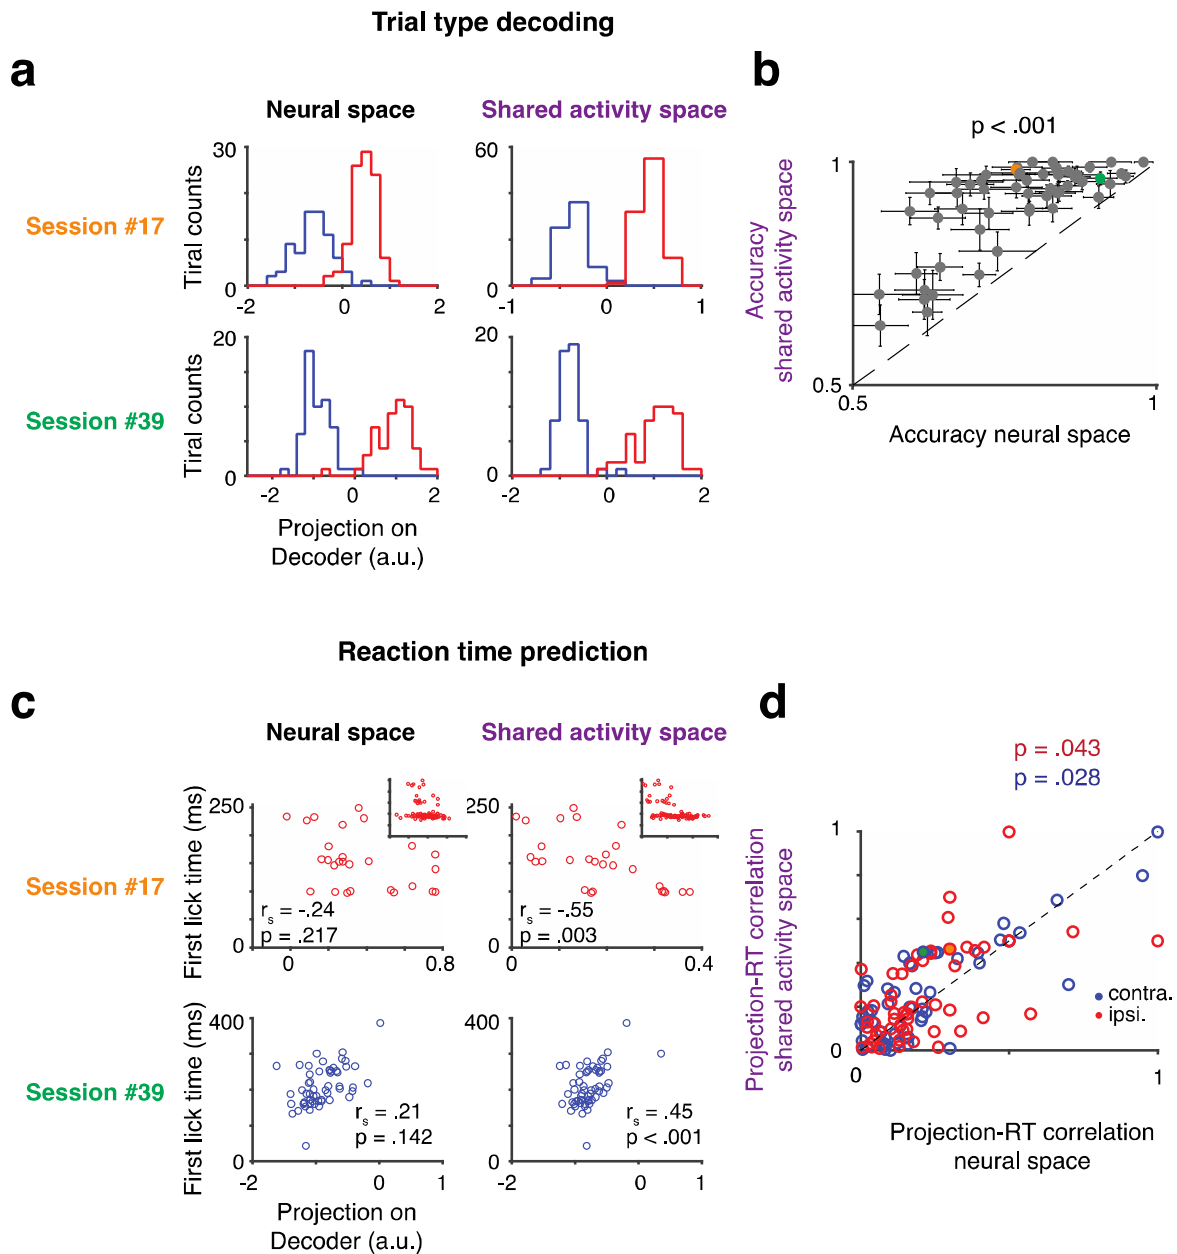 Trial type decoding
a
Neural space
Shared activity space
Session #17
Tiral counts
30
0
-2
0
2
60
0
-1
0
1
Session #39
Tiral counts
20
0
-2
0
2
20
0
-2
0
2
Projection on
Decoder (a.u.)
b
p < .001
Accuracy
shared activity space
1
0.5
0.5
1
Accuracy neural space
Reaction time prediction
c
Neural space
Shared activity space
Session #17
First lick time (ms)
250
0
rs = -.24
p = .217
0
0.8
250
0
rs = -.55
p = .003
0
0.4
Session #39
First lick time (ms)
400
0
rs = .21
p = .142
-2
0
1
400
0
rs = .45
p < .001
-2
0
1
Projection on
Decoder (a.u.)
d
p = .043
p = .028
Projection-RT correlation
shared activity space
1
0
contra.
ipsi.
0
1
Projection-RT correlation
neural space